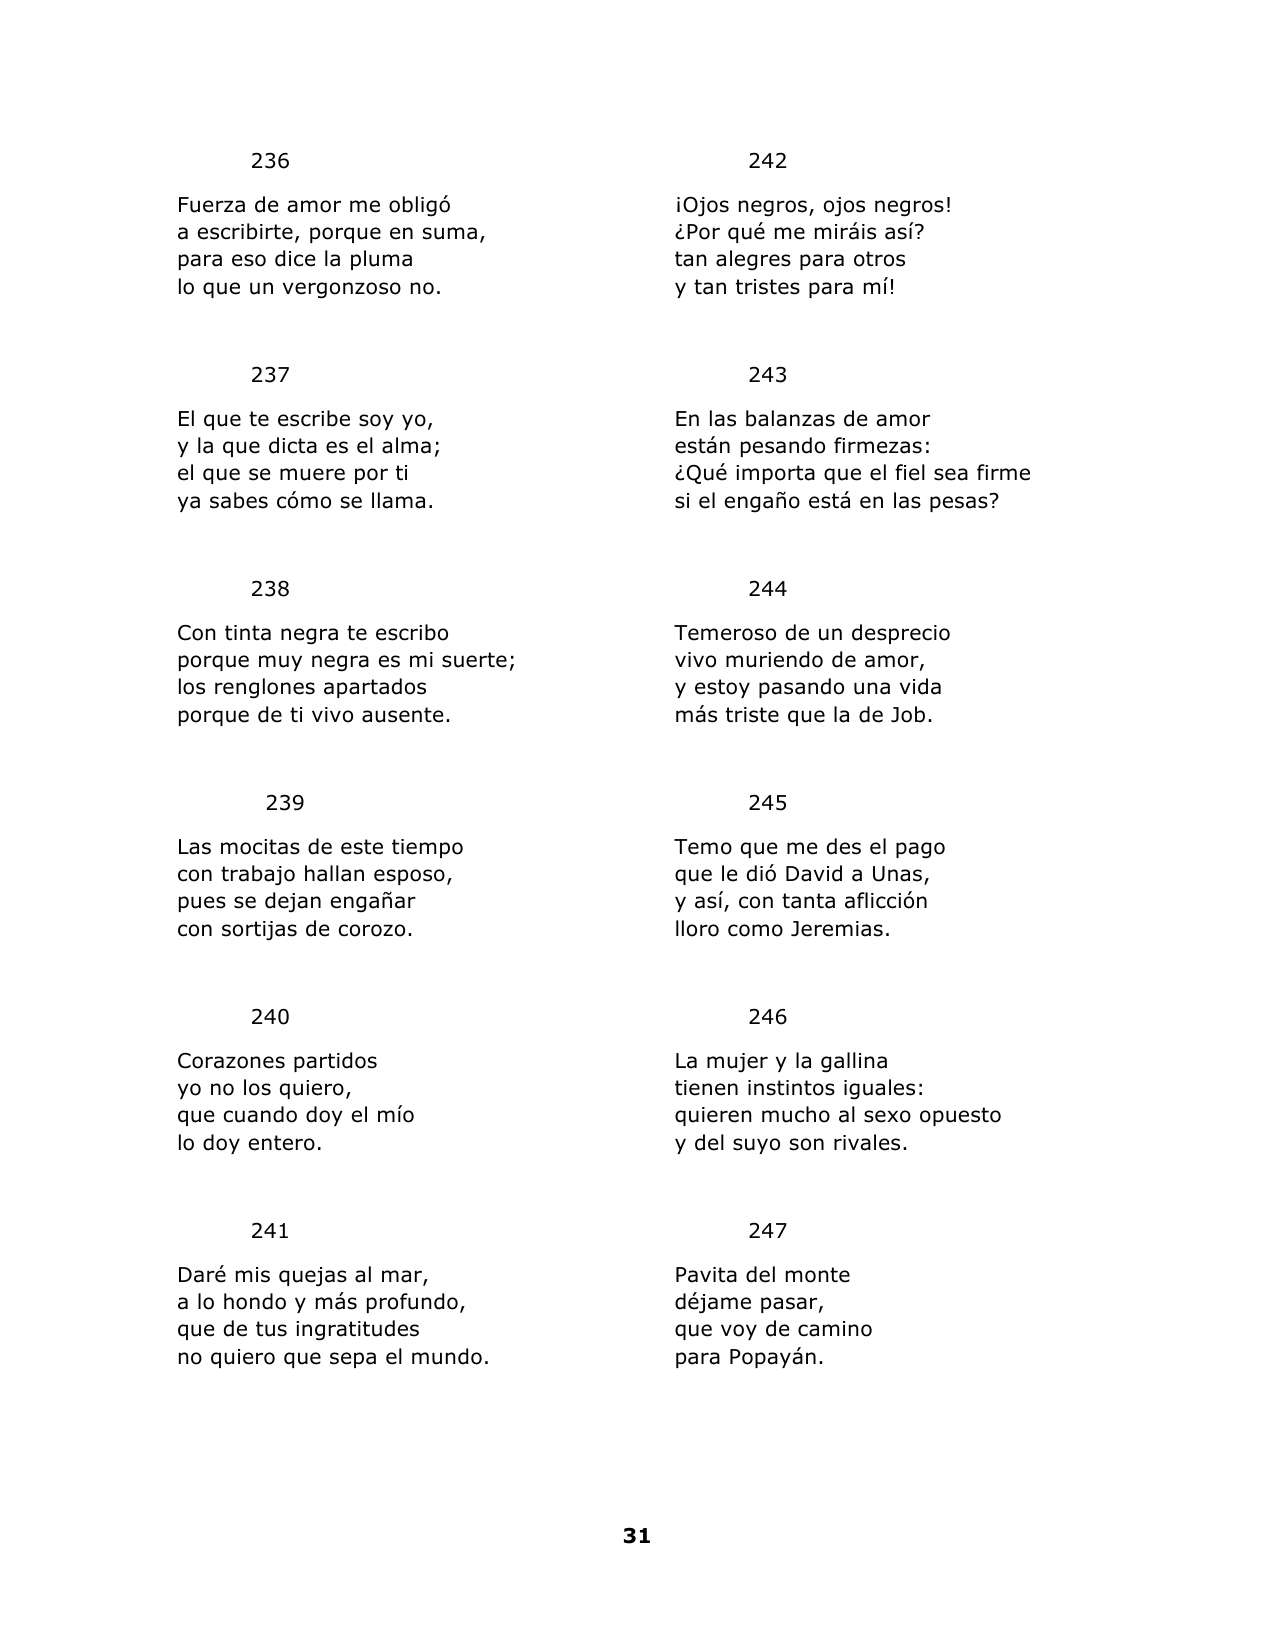 236
Fuerza de amor me obligó
a escribirte, porque en suma,
para eso dice la pluma
lo que un vergonzoso no.
237
El que te escribe soy yo,
y la que dicta es el alma;
el que se muere por ti
ya sabes cómo se llama.
238
Con tinta negra te escribo
porque muy negra es mi suerte;
los renglones apartados
porque de ti vivo ausente.
239
Las mocitas de este tiempo
con trabajo hallan esposo,
pues se dejan engañar
con sortijas de corozo.
240
Corazones partidos
yo no los quiero,
que cuando doy el mío
lo doy entero.
241
Daré mis quejas al mar,
a lo hondo y más profundo,
que de tus ingratitudes
no quiero que sepa el mundo.
242
¡Ojos negros, ojos negros!
¿Por qué me miráis así?
tan alegres para otros
y tan tristes para mí!
243
En las balanzas de amor
están pesando firmezas:
¿Qué importa que el fiel sea firme
si el engaño está en las pesas?
244
Temeroso de un desprecio
vivo muriendo de amor,
y estoy pasando una vida
más triste que la de Job.
245
Temo que me des el pago
que le dió David a Unas,
y así, con tanta aflicción
lloro como Jeremias.
246
La mujer y la gallina
tienen instintos iguales:
quieren mucho al sexo opuesto
y del suyo son rivales.
247
Pavita del monte
déjame pasar,
que voy de camino
para Popayán.
31